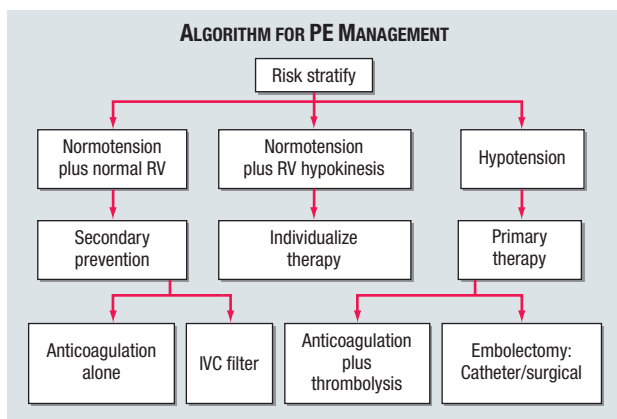 ALGORITHM FOR PE MANAGEMENT
Risk stratify
Normotension
plus normal RV
Normotension
plus RV hypokinesis
Hypotension
Secondary
prevention
Individualize
therapy
Primary
therapy
Anticoagulation
alone
IVC filter
Anticoagulation
plus
thrombolysis
Embolectomy:
Catheter/surgical